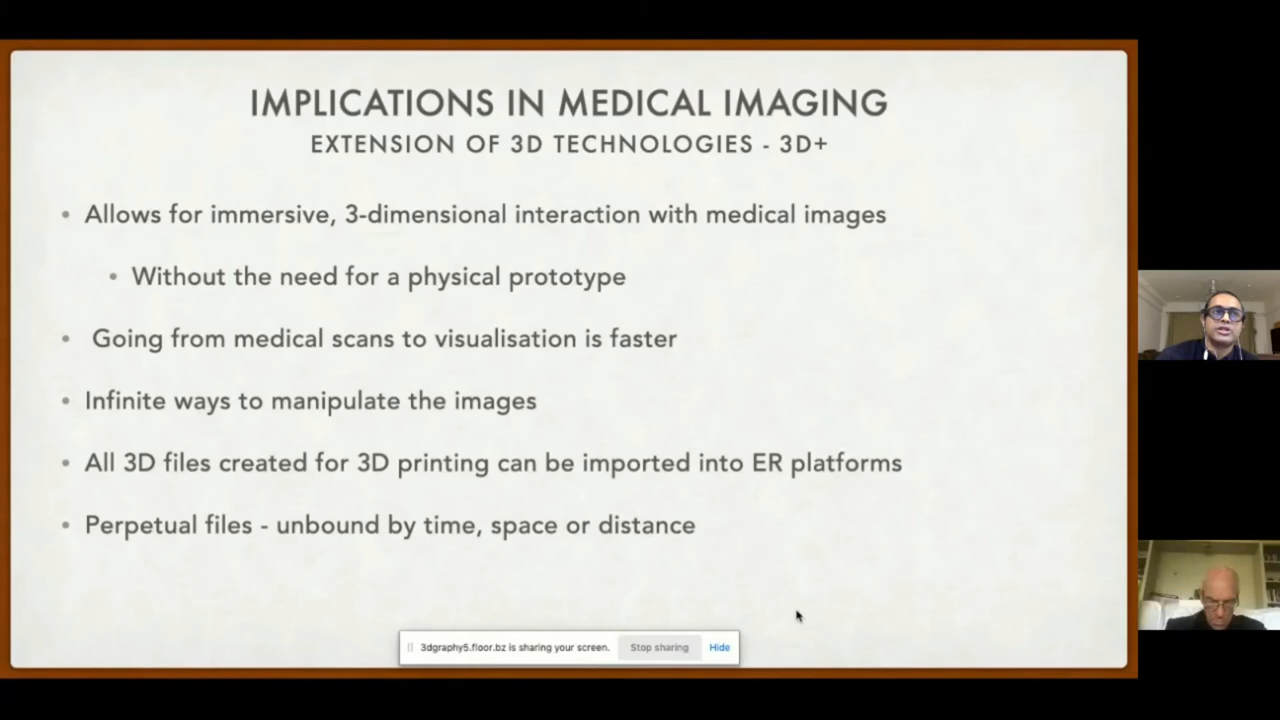 IMPLICATIONS IN MEDICAL IMAGING
EXTENSION OF 3D TECHNOLOGIES - 3D+
• Allows for immersive, 3-dimensional interaction with medical images
• Without the need for a physical prototype
• Going from medical scans to visualisation is faster
• Infinite ways to manipulate the images
• All 3D files created for 3D printing can be imported into ER platforms
• Perpetual files - unbound by time, space or distance
3dgraphy5.floor.bz is sharing your screen. Stop sharing Hide